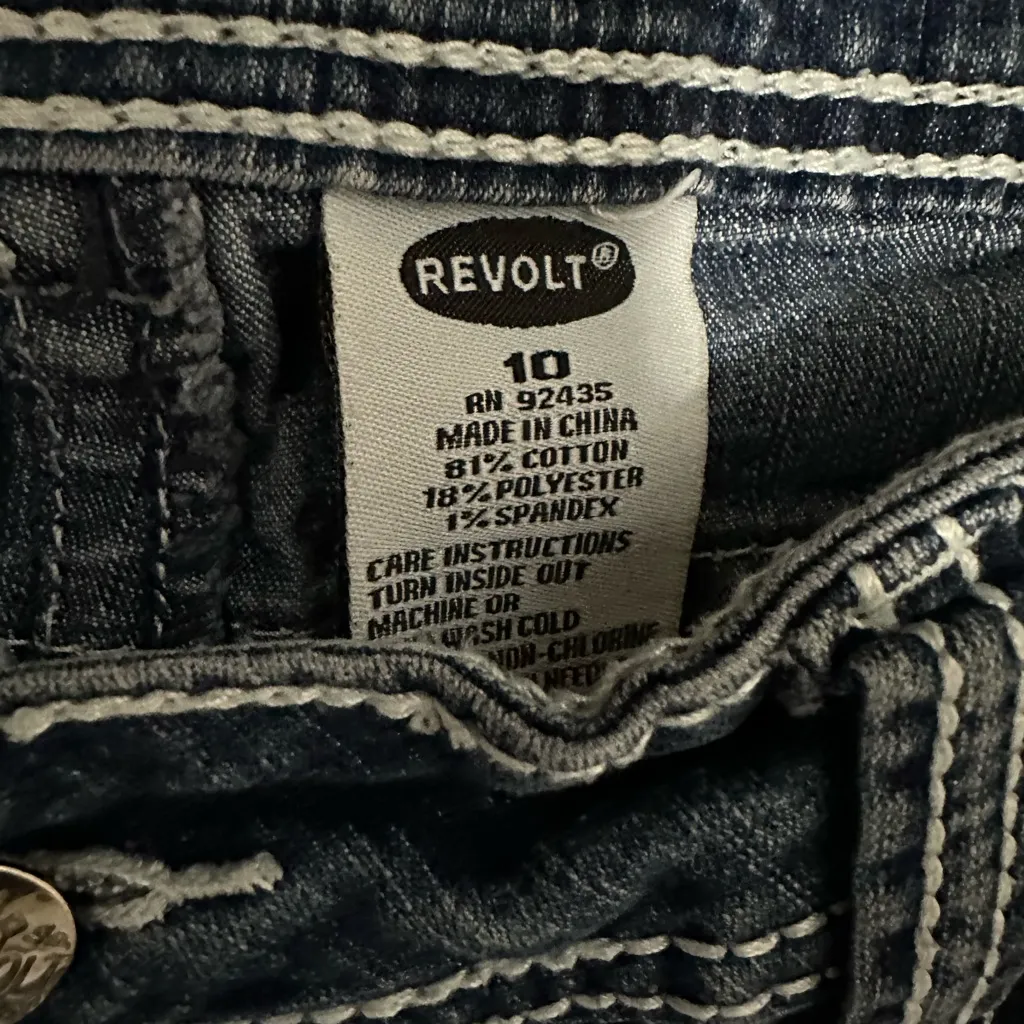 REVOLT®
10
RN 92435
MADE IN CHINA
81% COTTON
18% POLYESTER
1% SPANDEX
CARE INSTRUCTIONS
TURN INSIDE OUT
MACHINE OR
WASH COLD
NON-CHLORINE